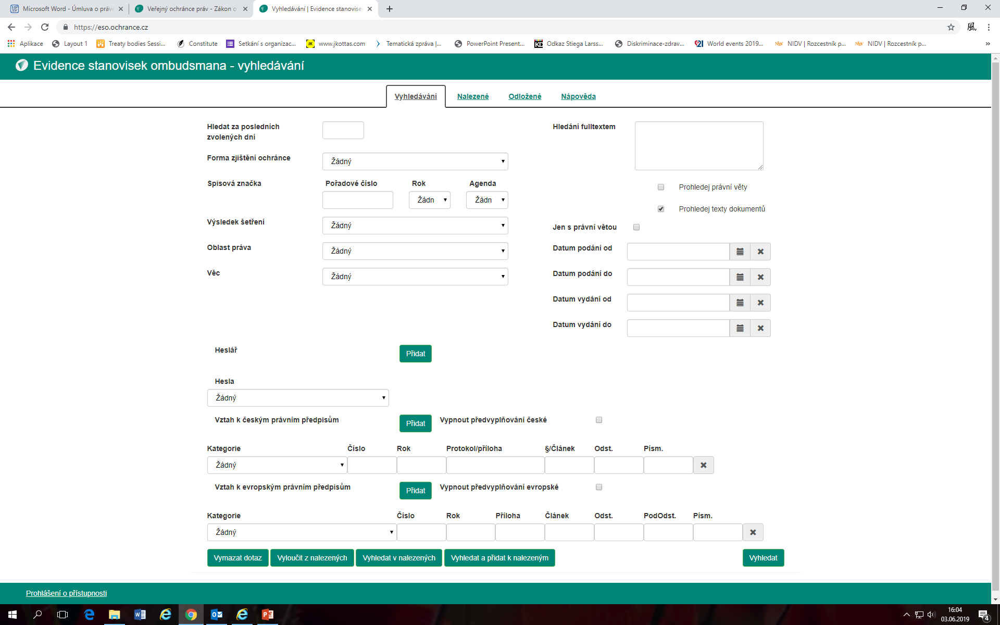 Microsoft Word - Úmluva o práve
Veřejný ochránce práv - Zákon o
Vyhledávání | Evidence stanovisek
https://eso.ochrance.cz
Aplikace
Layout 1
Treaty bodies Sessi...
Constitute
Setkání s organizac...
www.jkottas.com
Tematická zpráva |...
PowerPoint Present...
Odkaz Stiega Larss...
Diskriminace-zdrav...
World events 2019...
NIDV | Rozcestník p...
NIDV | Rozcestník p...
Evidence stanovisek ombudsmana - vyhledávání
Vyhledávání Nalezené Odložené Nápověda
Hledat za posledních
zvolených dní
Hledání fulltextem
Forma zjištění ochránce Žádný
Spisová značka Pořadové číslo Rok Agenda
Žádn Žádn
Prohledej právní věty
Prohledej texty dokumentů
Výsledek šetření Žádný
Jen s právní větou
Oblast práva Žádný
Datum podání od
Věc Žádný
Datum podání do
Datum vydání od
Datum vydání do
Heslář Přidat
Hesla
Žádný
Vztah k českým právním předpisům Přidat Vypnout předvyplňování české
Kategorie Číslo Rok Protokol/příloha §/Článek Odst. Písm.
Žádný
Vztah k evropským právním předpisům Přidat Vypnout předvyplňování evropské
Kategorie Číslo Rok Příloha Článek Odst. PodOdst. Písm.
Žádný
Vymazat dotaz Vyloučit z nalezených Vyhledat v nalezených Vyhledat a přidat k nalezeným Vyhledat
Prohlášení o přístupnosti
16:04
03.06.2019
4